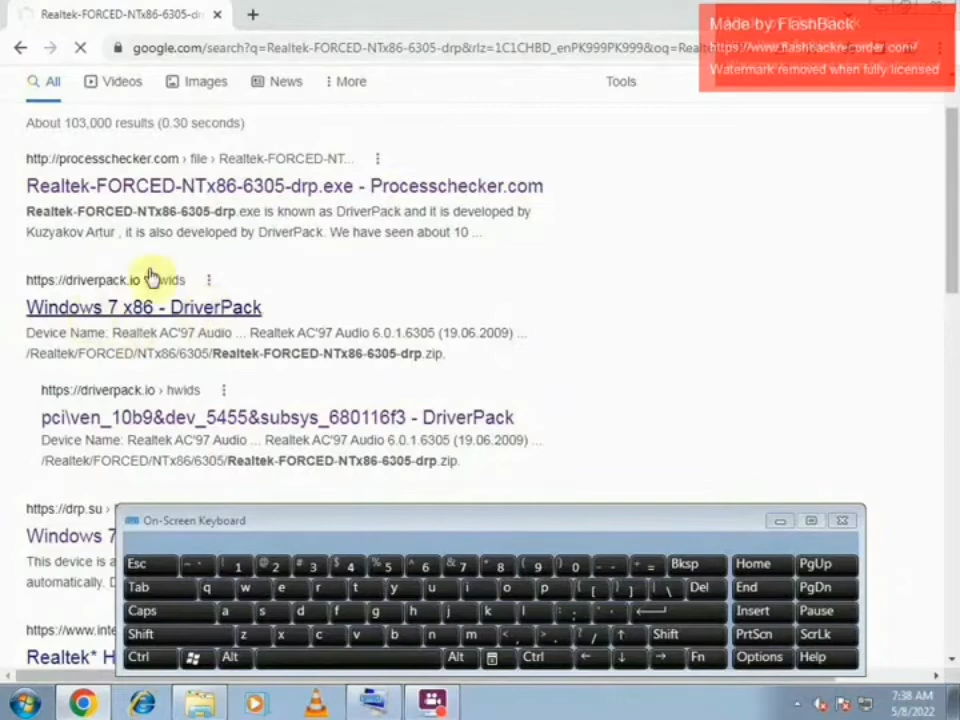 Realtek-FORCED-NTx86-6305-dr
Made by FlashBack
https://www.flashbackrecorder.com/
Watermark removed when fully licensed
google.com/search?q=Realtek-FORCED-NTx86-6305-drp&rlz=1C1CHBD_enPK999PK999&oq=Realt
All Videos Images News More Tools
About 103,000 results (0.30 seconds)
http://processchecker.com › file › Realtek-FORCED-NT...
Realtek-FORCED-NTx86-6305-drp.exe - Processchecker.com
Realtek-FORCED-NTx86-6305-drp.exe is known as DriverPack and it is developed by
Kuzyakov Artur , it is also developed by DriverPack. We have seen about 10 ...
https://driverpack.io › hwids
Windows 7 x86 - DriverPack
Device Name: Realtek AC'97 Audio ... Realtek AC'97 Audio 6.0.1.6305 (19.06.2009) ...
/Realtek/FORCED/NTx86/6305/Realtek-FORCED-NTx86-6305-drp.zip.
https://driverpack.io › hwids
pci\ven_10b9&dev_5455&subsys_680116f3 - DriverPack
Device Name: Realtek AC'97 Audio ... Realtek AC'97 Audio 6.0.1.6305 (19.06.2009) ...
/Realtek/FORCED/NTx86/6305/Realtek-FORCED-NTx86-6305-drp.zip.
https://drp.su ›
Windows 7
This device is a
automatically. D
https://www.inte
Realtek* H
On-Screen Keyboard
Esc ~ ` ! 1 @ 2 # 3 $ 4 % 5 ^ 6 & 7 * 8 ( 9 ) 0 _ - + = Bksp Home PgUp
Tab q w e r t y u i o p { [ } ] | \ Del End PgDn
Caps a s d f g h j k l : ; " ' Insert Pause
Shift z x c v b n m < , > . ? / ↑ Shift PrtScn ScrLk
Ctrl Alt Alt Ctrl ← ↓ → Fn Options Help
7:38 AM
5/8/2022